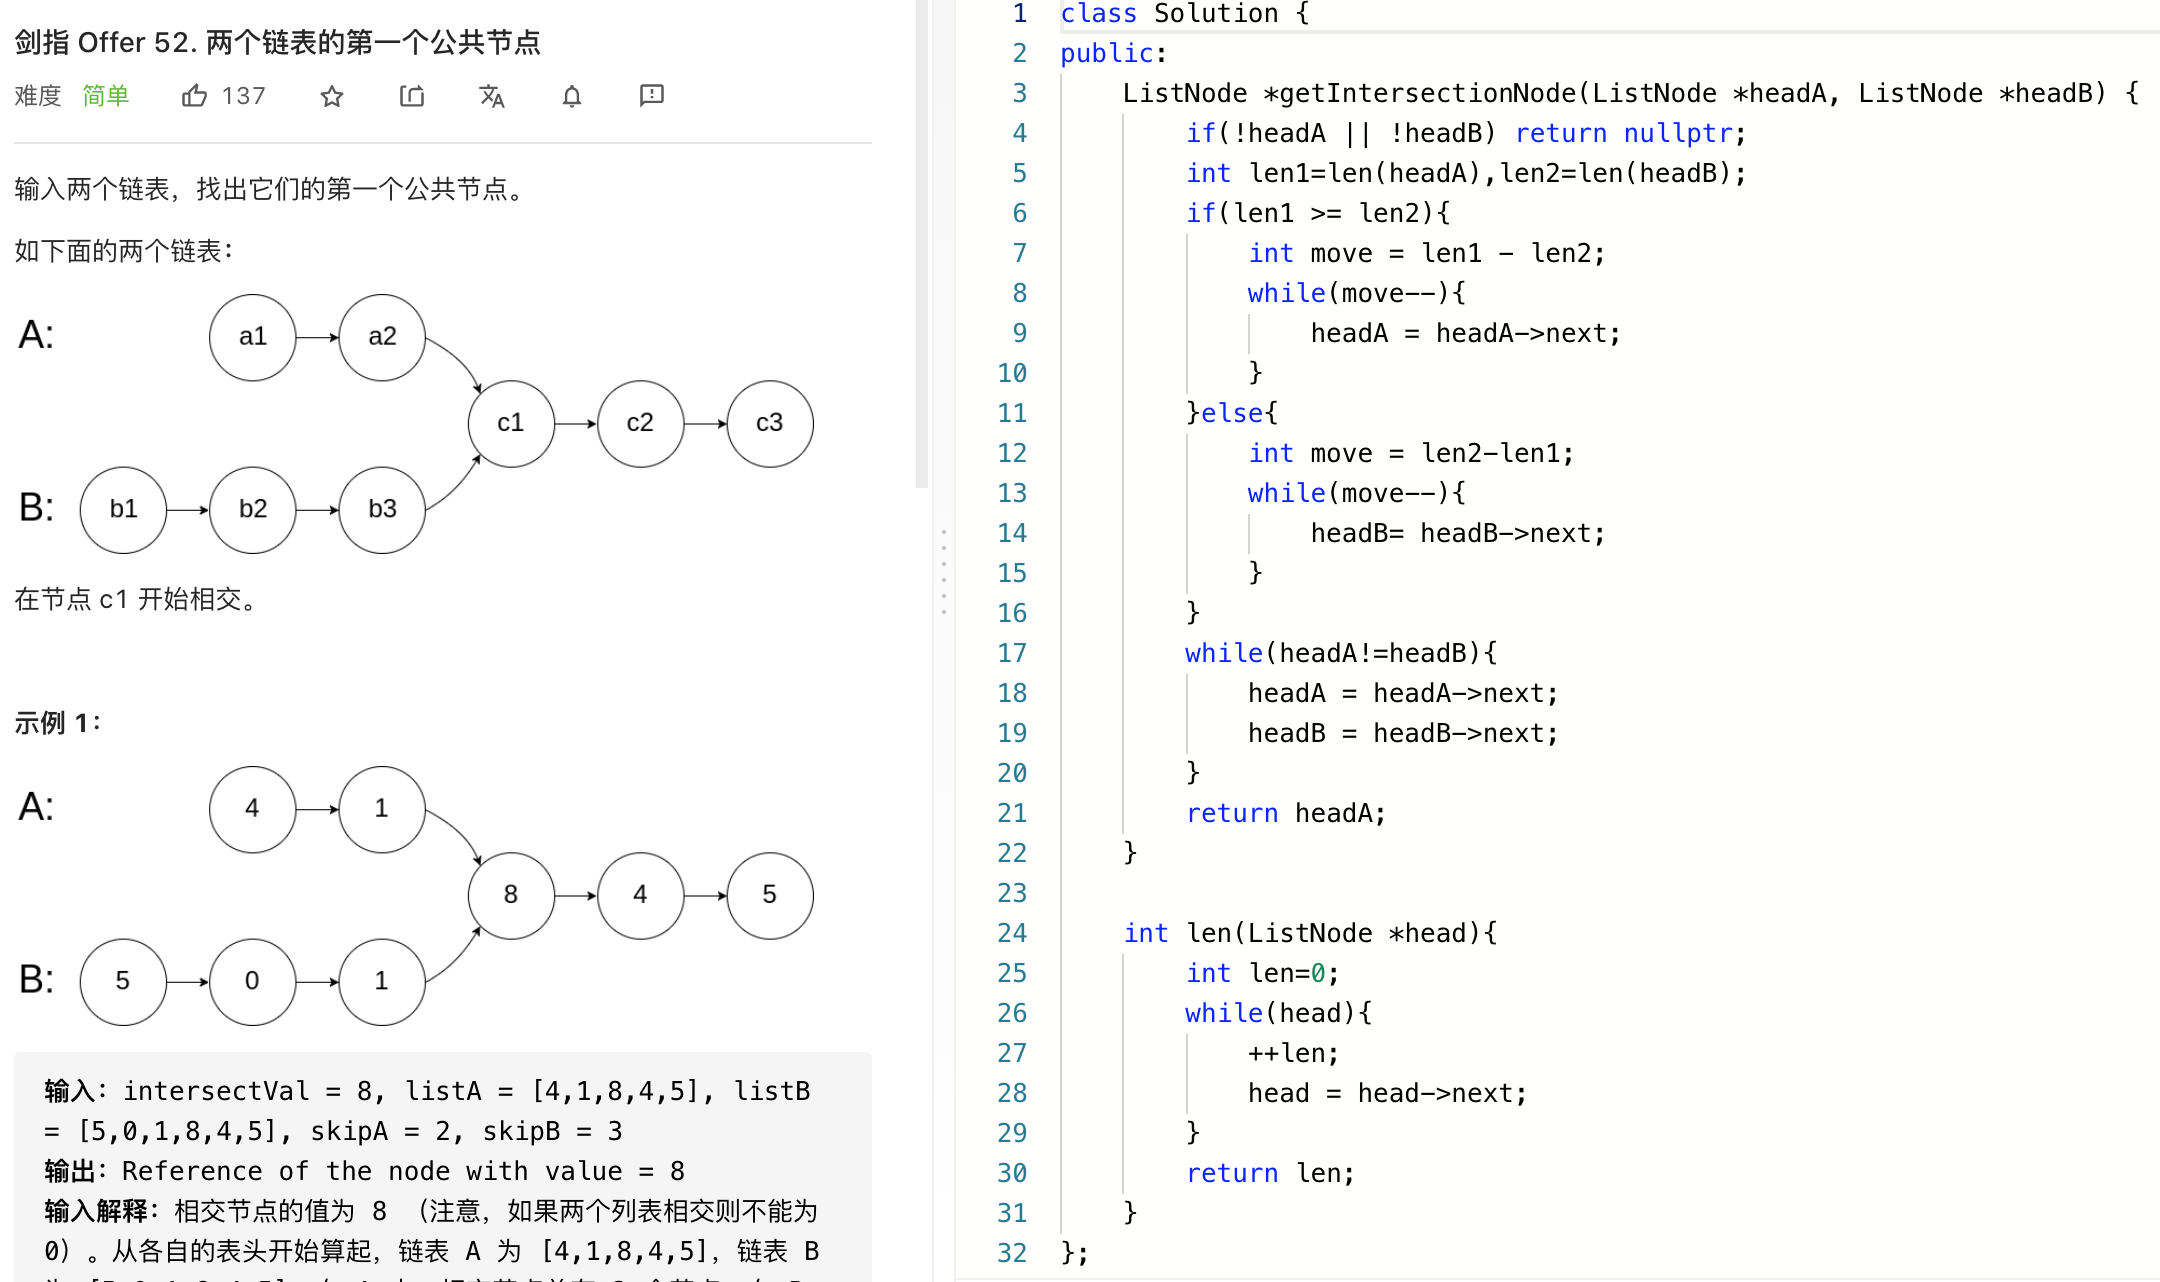 剑指 Offer 52. 两个链表的第一个公共节点
难度 简单 137
输入两个链表，找出它们的第一个公共节点。
如下面的两个链表：
A: a1 a2
c1 c2 c3
B: b1 b2 b3
在节点 c1 开始相交。
示例 1：
A: 4 1
8 4 5
B: 5 0 1
输入：intersectVal = 8, listA = [4,1,8,4,5], listB
= [5,0,1,8,4,5], skipA = 2, skipB = 3
输出：Reference of the node with value = 8
输入解释：相交节点的值为 8 （注意，如果两个列表相交则不能为
0）。从各自的表头开始算起，链表 A 为 [4,1,8,4,5]，链表 B
1 class Solution {
2 public:
3     ListNode *getIntersectionNode(ListNode *headA, ListNode *headB) {
4         if(!headA || !headB) return nullptr;
5         int len1=len(headA),len2=len(headB);
6         if(len1 >= len2){
7             int move = len1 - len2;
8             while(move--){
9                 headA = headA->next;
10             }
11         }else{
12             int move = len2-len1;
13             while(move--){
14                 headB= headB->next;
15             }
16         }
17         while(headA!=headB){
18             headA = headA->next;
19             headB = headB->next;
20         }
21         return headA;
22     }
23
24     int len(ListNode *head){
25         int len=0;
26         while(head){
27             ++len;
28             head = head->next;
29         }
30         return len;
31     }
32 };